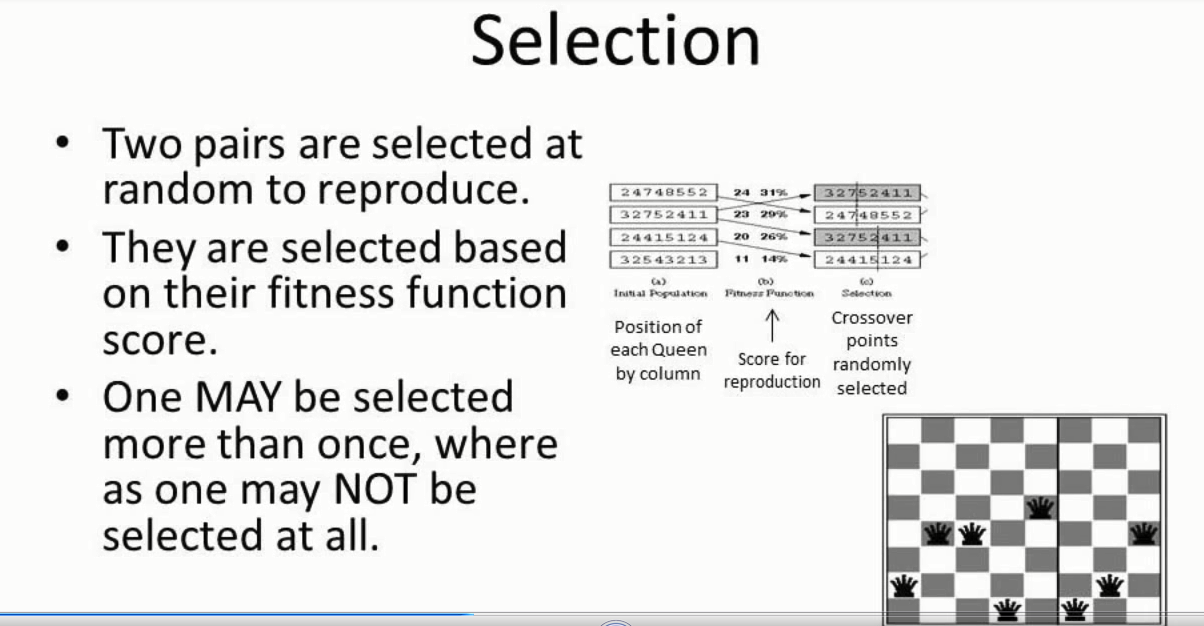 Selection
• Two pairs are selected at
random to reproduce.
• They are selected based
on their fitness function
score.
• One MAY be selected
more than once, where
as one may NOT be
selected at all.
24748552 24 31% 32752411
32752411 23 29% 24748552
24415124 20 26% 32752411
32543213 11 14% 24415124
(a) (b) (c)
Initial Population Fitness Function Selection
Position of
each Queen
by column
Score for
reproduction
Crossover
points
randomly
selected